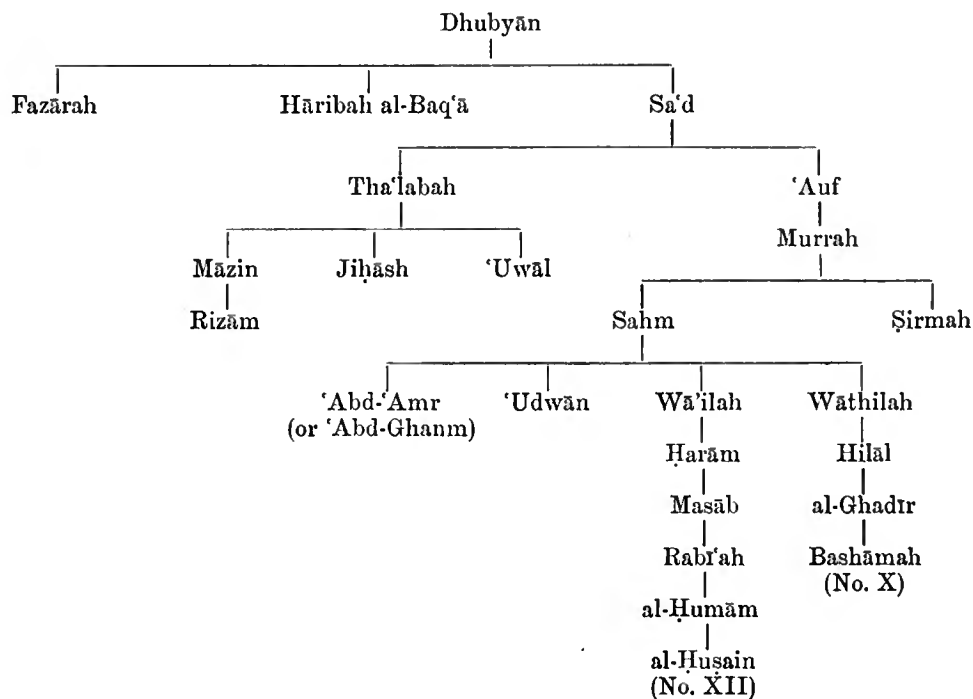 Dhubyān
Fazārah Hāribah al-Baqʻā Saʻd
Thaʻlabah ʻAuf
Murrah
Māzin Jiḥāsh ʻUwāl
Rizām Sahm Ṣirmah
ʻAbd-ʻAmr ʻUdwān Wāʼilah Wāthilah
(or ʻAbd-Ghanm)
Ḥarām Hilāl
Masāb al-Ghadīr
Rabīʻah Bashāmah
(No. X)
al-Ḥumām
al-Ḥuṣain
(No. XII)